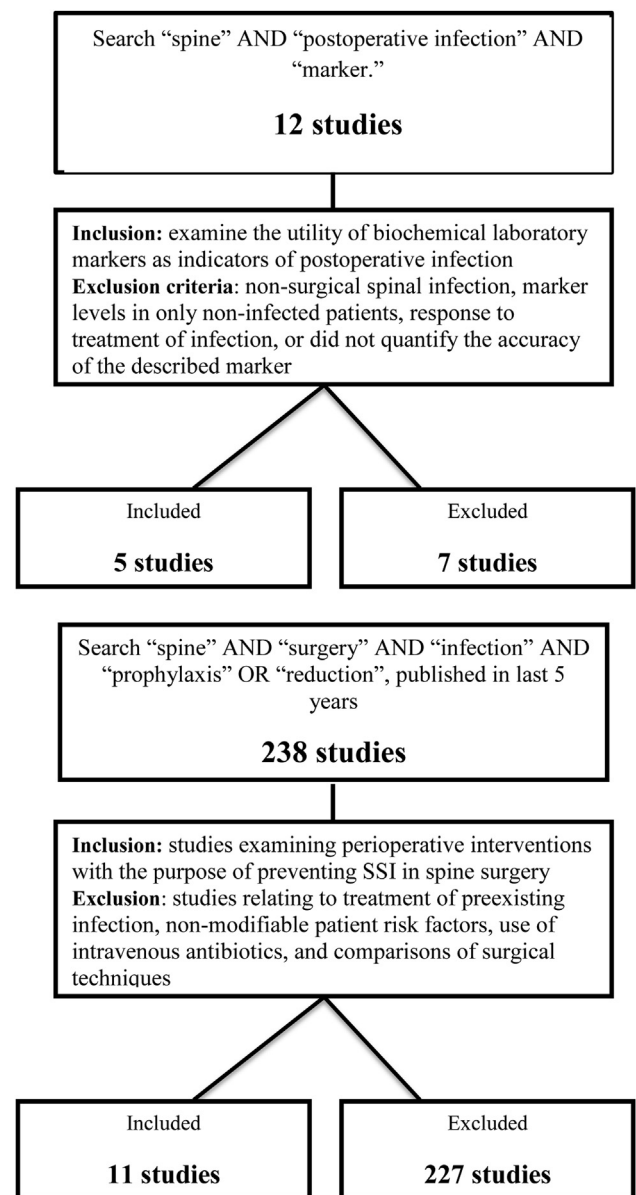 Search “spine” AND “postoperative infection” AND
“marker.”
12 studies
Inclusion: examine the utility of biochemical laboratory
markers as indicators of postoperative infection
Exclusion criteria: non-surgical spinal infection, marker
levels in only non-infected patients, response to
treatment of infection, or did not quantify the accuracy
of the described marker
Included
5 studies
Excluded
7 studies
Search “spine” AND “surgery” AND “infection” AND
“prophylaxis” OR “reduction”, published in last 5
years
238 studies
Inclusion: studies examining perioperative interventions
with the purpose of preventing SSI in spine surgery
Exclusion: studies relating to treatment of preexisting
infection, non-modifiable patient risk factors, use of
intravenous antibiotics, and comparisons of surgical
techniques
Included
11 studies
Excluded
227 studies